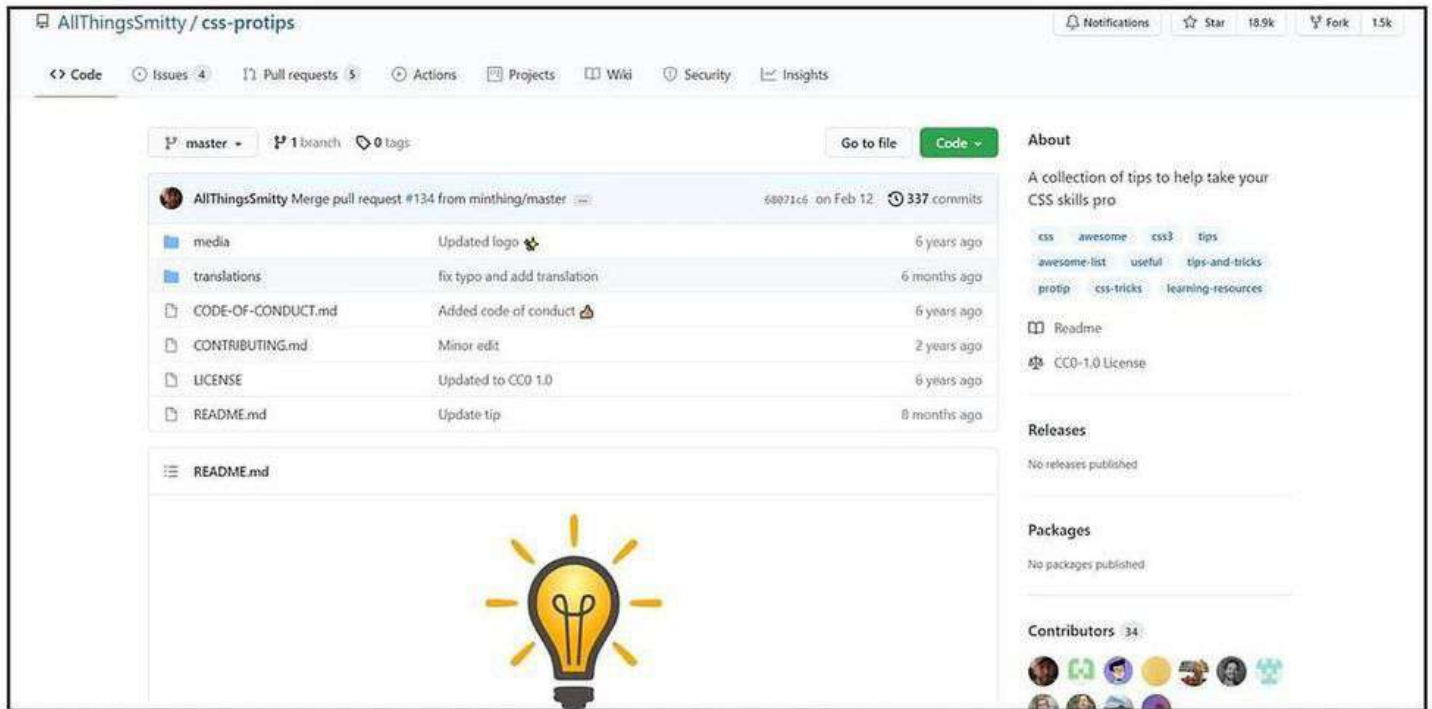 AllThingsSmitty / css-protips
Notifications Star 18.9k Fork 1.5k
<> Code Issues 4 Pull requests 5 Actions Projects Wiki Security Insights
master 1 branch 0 tags Go to file Code
AllThingsSmitty Merge pull request #134 from minthing/master ... 68071c6 on Feb 12 337 commits
media Updated logo 6 years ago
translations fix typo and add translation 6 months ago
CODE-OF-CONDUCT.md Added code of conduct 6 years ago
CONTRIBUTING.md Minor edit 2 years ago
LICENSE Updated to CC0 1.0 6 years ago
README.md Update tip 8 months ago
README.md
About
A collection of tips to help take your
CSS skills pro
css awesome css3 tips
awesome-list useful tips-and-tricks
protip css-tricks learning-resources
Readme
CC0-1.0 License
Releases
No releases published
Packages
No packages published
Contributors 34